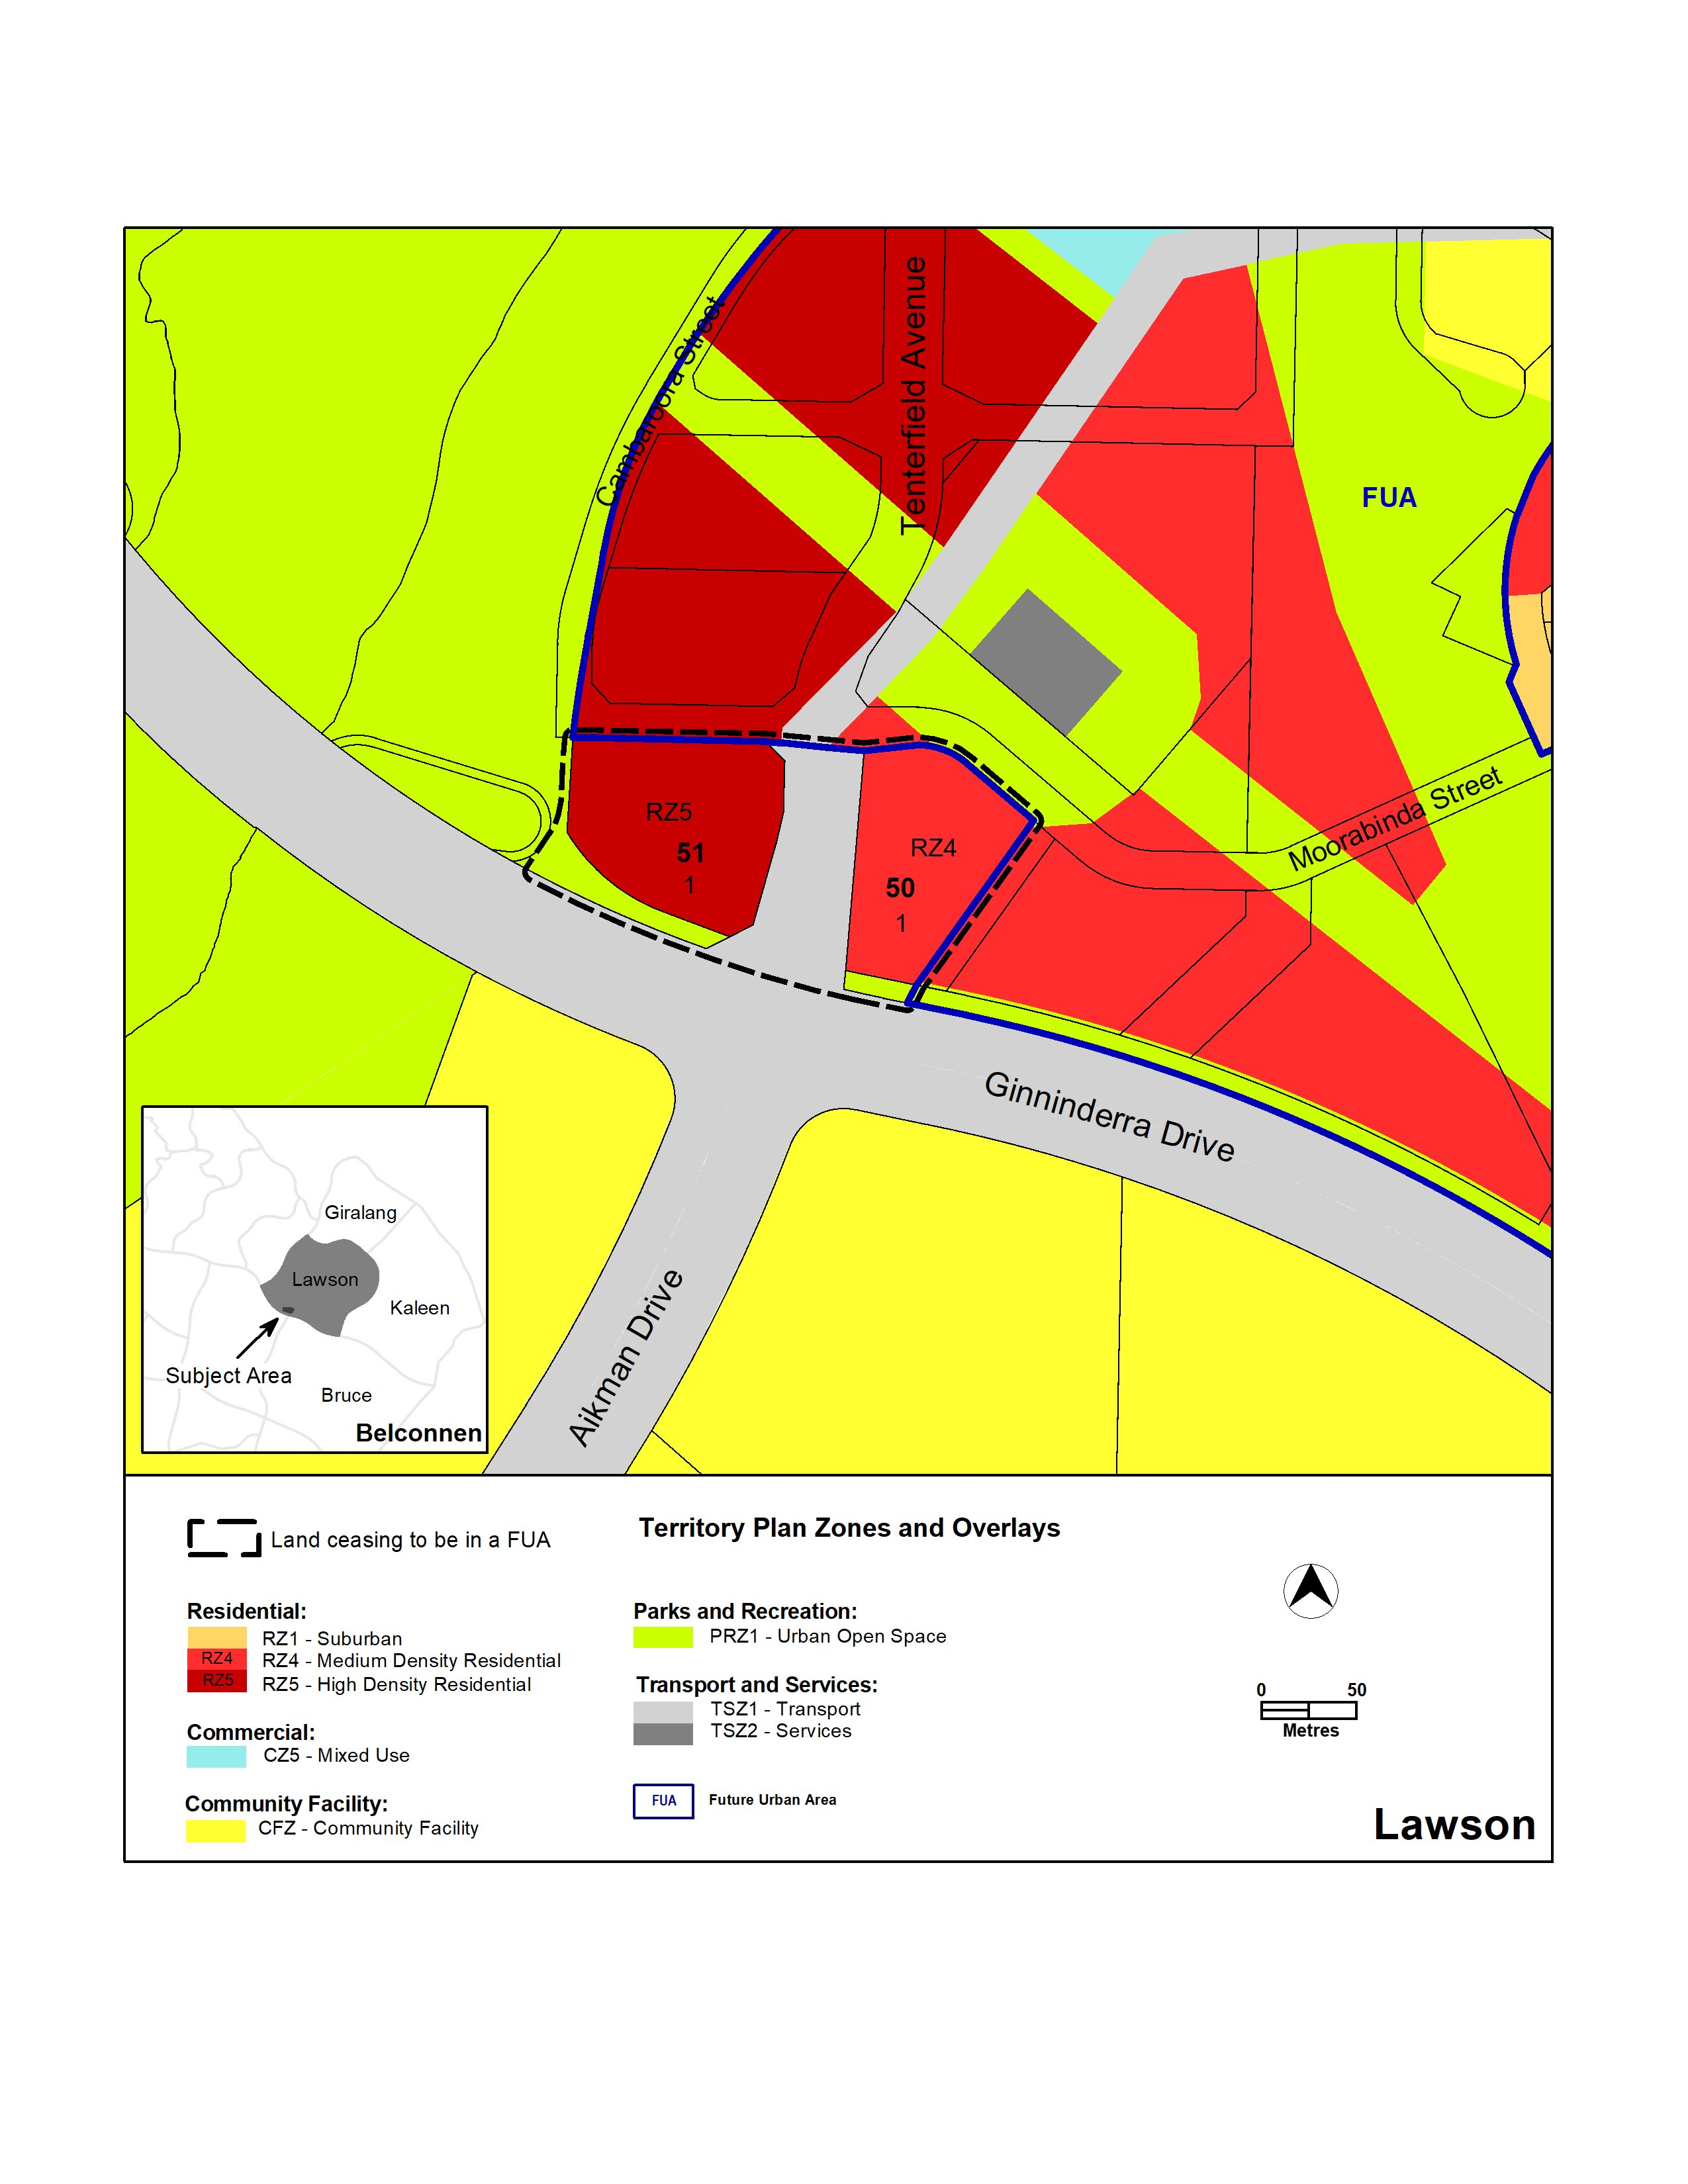 Cambaroora Street
Tenterfield Avenue
FUA
RZ5
51
1
RZ4
50
1
Moorabinda Street
Ginninderra Drive
Aikman Drive
Giralang
Lawson
Kaleen
Subject Area
Bruce
Belconnen
Land ceasing to be in a FUA
Territory Plan Zones and Overlays
Residential:
RZ1 - Suburban
RZ4 RZ4 - Medium Density Residential
RZ5 RZ5 - High Density Residential
Commercial:
CZ5 - Mixed Use
Community Facility:
CFZ - Community Facility
Parks and Recreation:
PRZ1 - Urban Open Space
Transport and Services:
TSZ1 - Transport
TSZ2 - Services
FUA Future Urban Area
0 50
Metres
Lawson